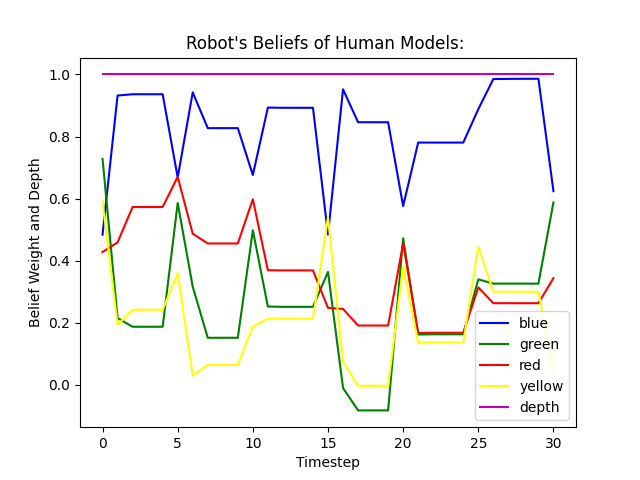 Robot's Beliefs of Human Models:
Belief Weight and Depth
1.0
0.8
0.6
0.4
0.2
0.0
0 5 10 15 20 25 30
Timestep
blue
green
red
yellow
depth